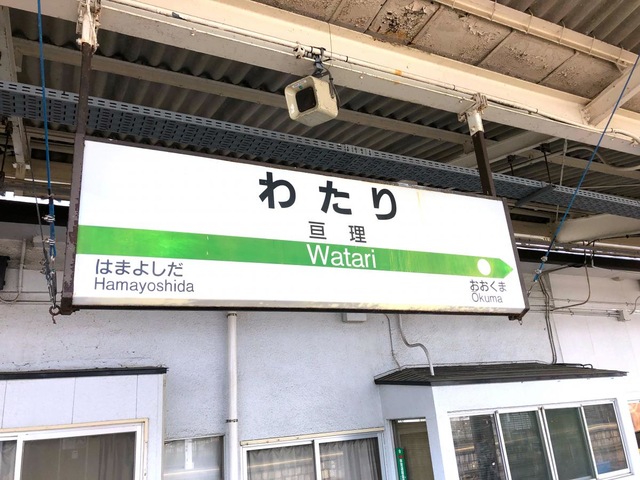 わたり
亘理
Watari
はまよしだ
Hamayoshida
おおくま
Okuma